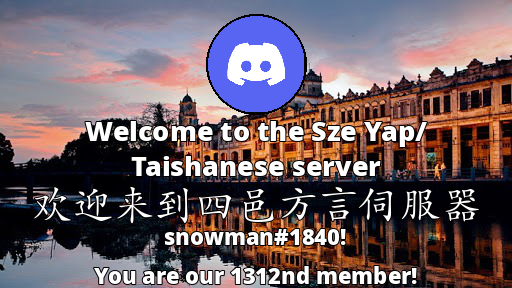 Welcome to the Sze Yap/
Taishanese server
欢迎来到四邑方言伺服器
snowman#1840!
You are our 1312nd member!